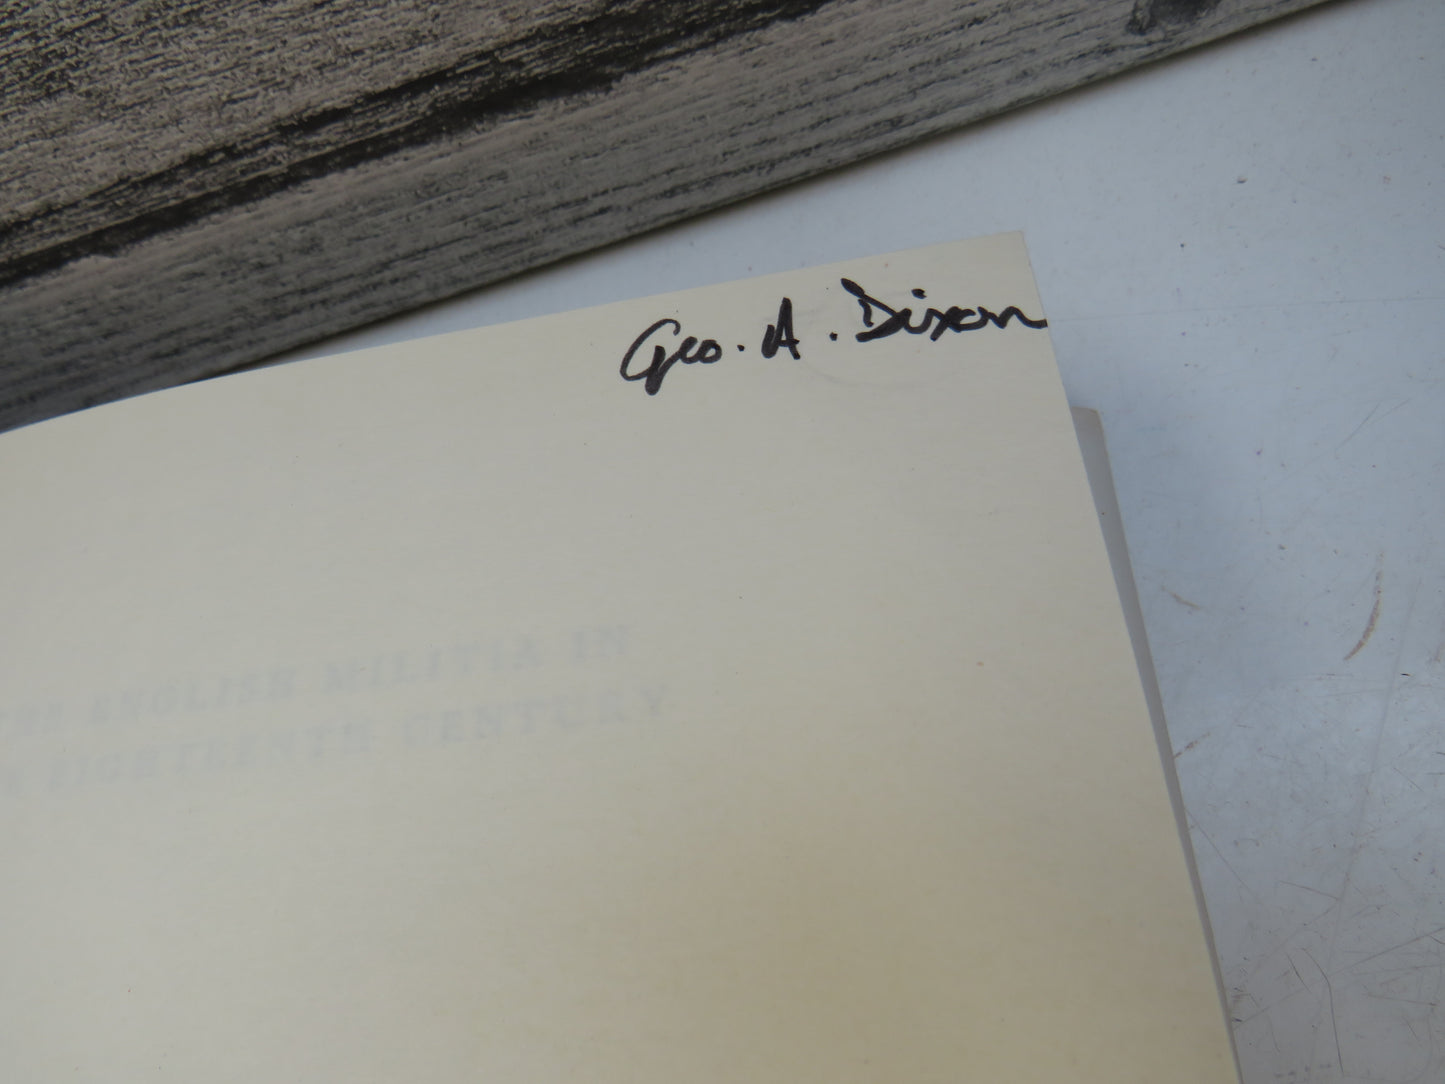 Geo. A. Dixon
THE ENGLISH MILITIA IN
EIGHTEENTH CENTURY